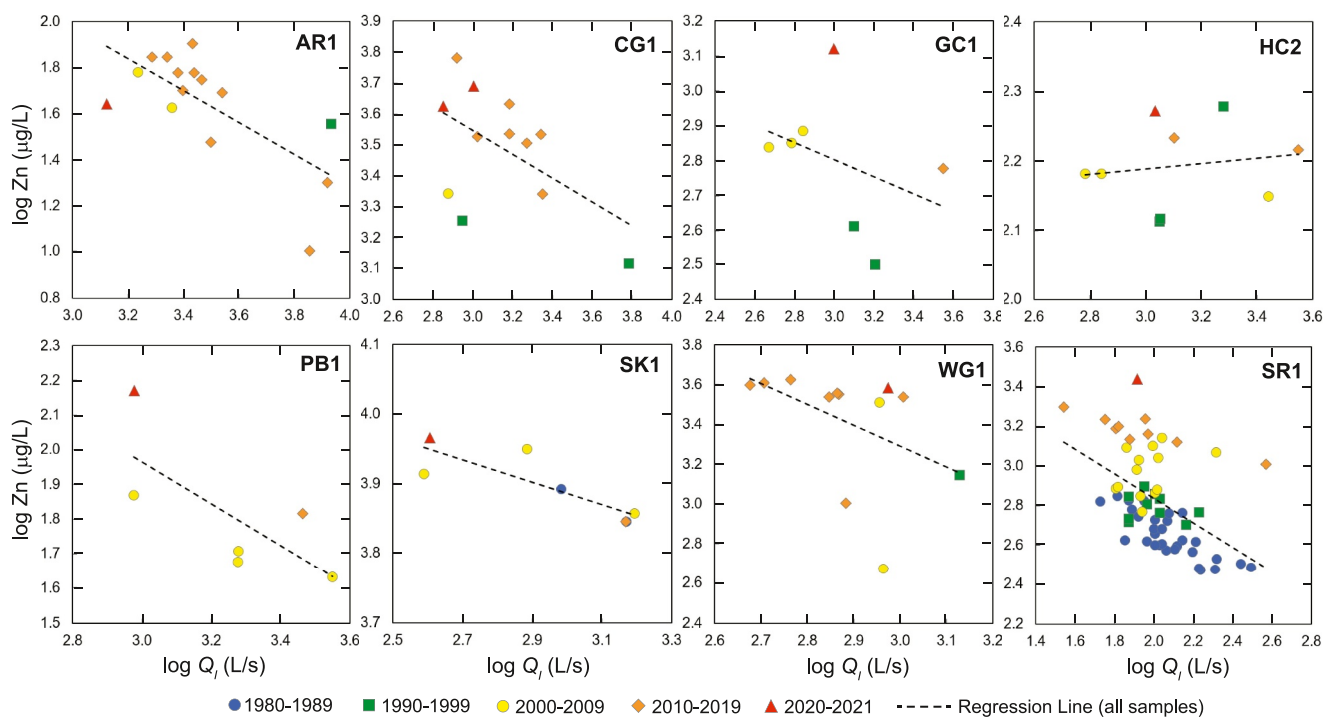 AR1
CG1
GC1
HC2
log Zn (µg/L)
2.0
1.8
1.6
1.4
1.2
1.0
0.8
3.0 3.2 3.4 3.6 3.8 4.0
3.9
3.8
3.7
3.6
3.5
3.4
3.3
3.2
3.1
3.0
2.6 2.8 3.0 3.2 3.4 3.6 3.8 4.0
3.2
3.1
3.0
2.9
2.8
2.7
2.6
2.5
2.4
2.4 2.6 2.8 3.0 3.2 3.4 3.6 3.8
2.4
2.3
2.2
2.1
2.0
2.6 2.8 3.0 3.2 3.4 3.6
PB1
SK1
WG1
SR1
log Zn (µg/L)
2.3
2.2
2.1
2.0
1.9
1.8
1.7
1.6
1.5
2.8 3.0 3.2 3.4 3.6
4.1
4.0
3.9
3.8
3.7
2.5 2.7 2.9 3.1 3.3
3.8
3.6
3.4
3.2
3.0
2.8
2.6
2.4
2.6 2.7 2.8 2.9 3.0 3.1 3.2
3.6
3.4
3.2
3.0
2.8
2.6
2.4
2.2
1.4 1.6 1.8 2.0 2.2 2.4 2.6 2.8
log Q_I (L/s)
log Q_I (L/s)
log Q_I (L/s)
log Q_I (L/s)
1980-1989 1990-1999 2000-2009 2010-2019 2020-2021 Regression Line (all samples)